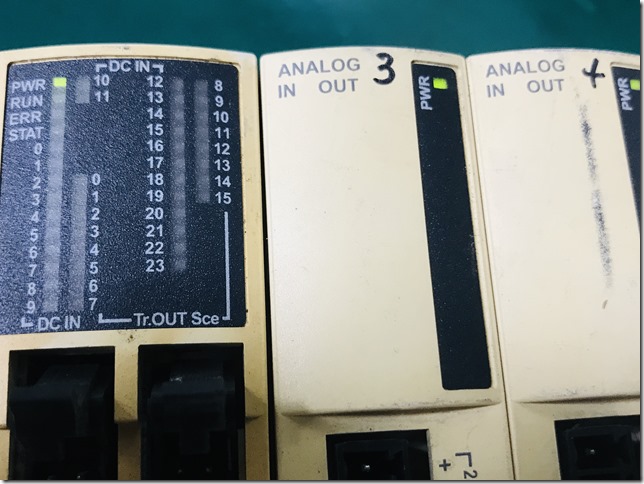 DC IN
PWR 10 12 8
RUN 11 13 9
ERR 14 10
STAT 15 11
0 16 12
1 17 13
2 0 18 14
3 1 19 15
4 2 20
5 3 21
6 4 22
7 5 23
8 6
9 7
DC IN Tr.OUT Sce
ANALOG 3
IN OUT
PWR
2
+
ANALOG 4
IN OUT
PWR